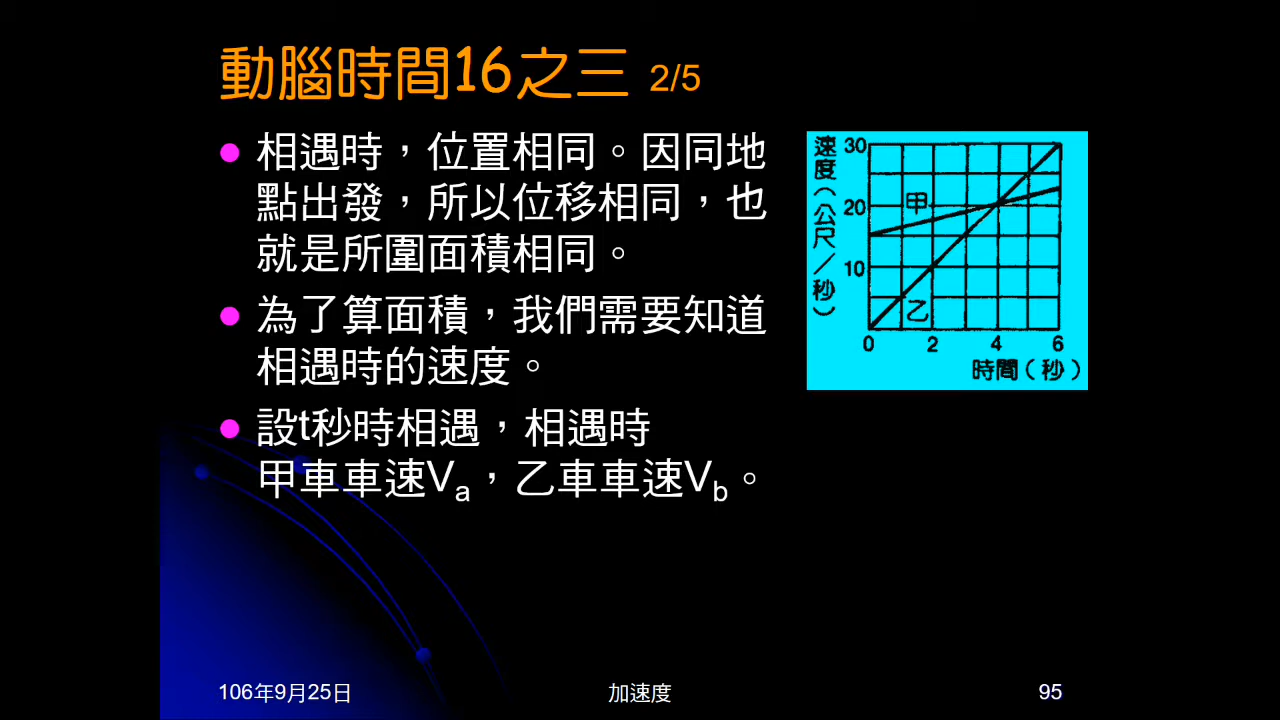 動腦時間16之三 2/5
相遇時，位置相同。因同地
點出發，所以位移相同，也
就是所圍面積相同。
為了算面積，我們需要知道
相遇時的速度。
設t秒時相遇，相遇時
甲車車速Va，乙車車速Vb。
速度（公尺／秒）
30
20
10
甲
乙
0 2 4 6
時間（秒）
106年9月25日
加速度
95